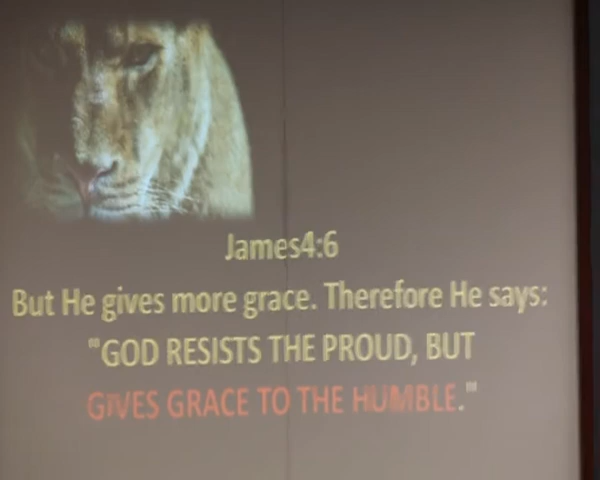 James4:6
But He gives more grace. Therefore He says:
"GOD RESISTS THE PROUD, BUT
GIVES GRACE TO THE HUMBLE."